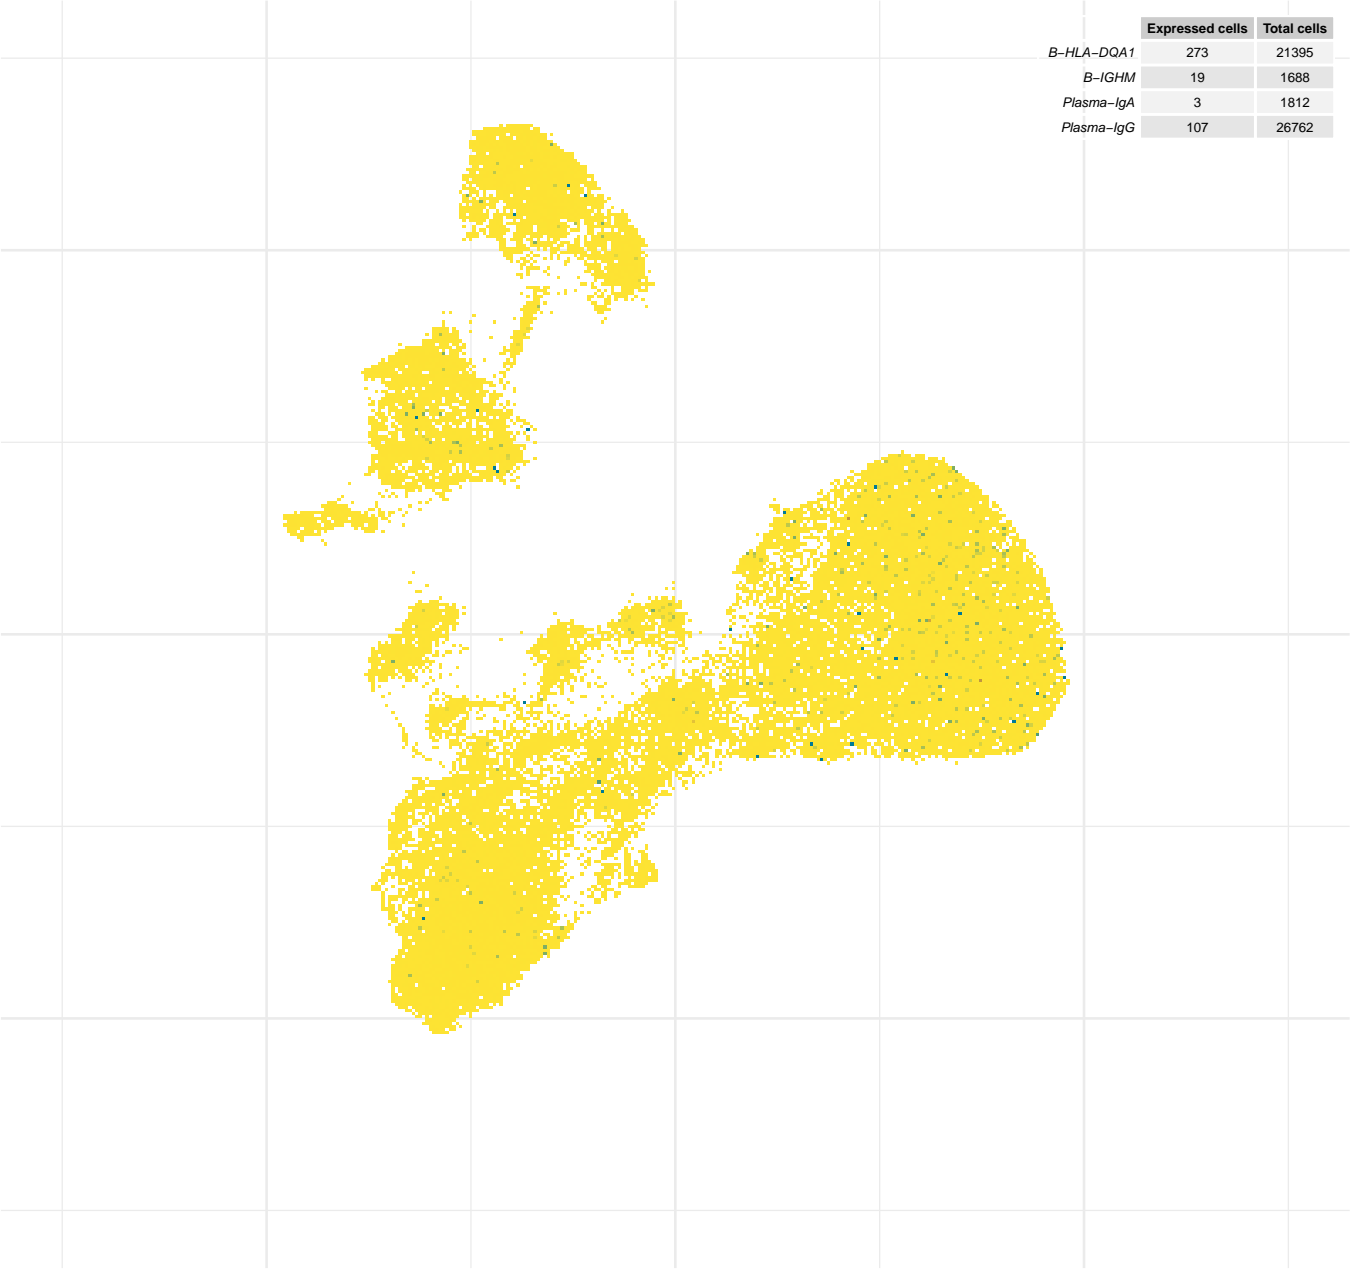 Expressed cells Total cells
B−HLA−DQA1 273 21395
B−IGHM 19 1688
Plasma−IgA 3 1812
Plasma−IgG 107 26762